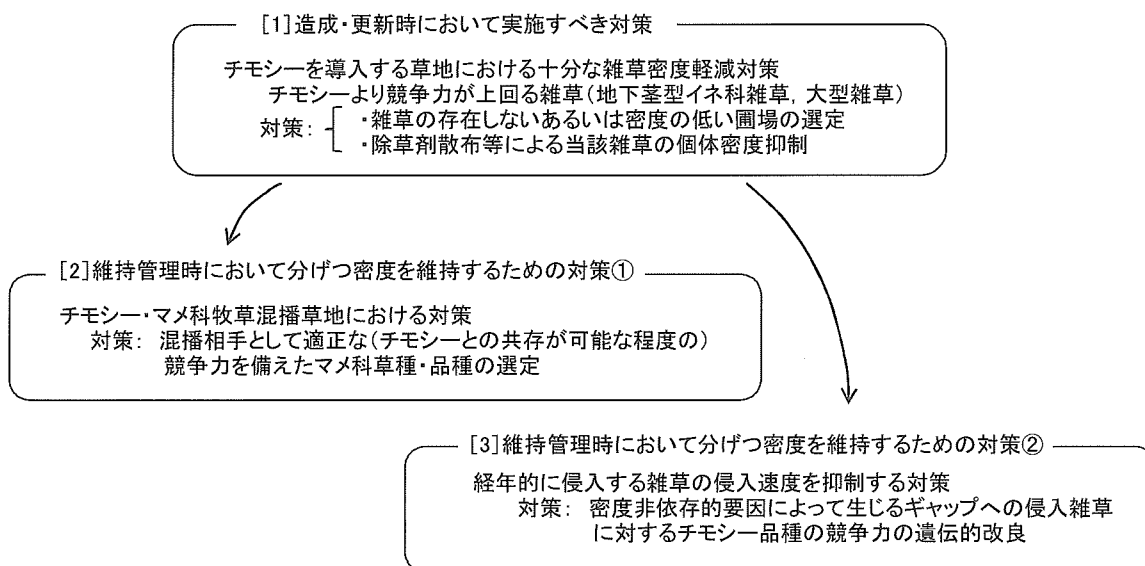 [1]造成・更新時において実施すべき対策
チモシーを導入する草地における十分な雑草密度軽減対策
チモシーより競争力が上回る雑草(地下茎型イネ科雑草, 大型雑草)
対策:
・雑草の存在しないあるいは密度の低い圃場の選定
・除草剤散布等による当該雑草の個体密度抑制
[2]維持管理時において分げつ密度を維持するための対策①
チモシー・マメ科牧草混播草地における対策
対策: 混播相手として適正な(チモシーとの共存が可能な程度の)
競争力を備えたマメ科草種・品種の選定
[3]維持管理時において分げつ密度を維持するための対策②
経年的に侵入する雑草の侵入速度を抑制する対策
対策: 密度非依存的要因によって生じるギャップへの侵入雑草
に対するチモシー品種の競争力の遺伝的改良